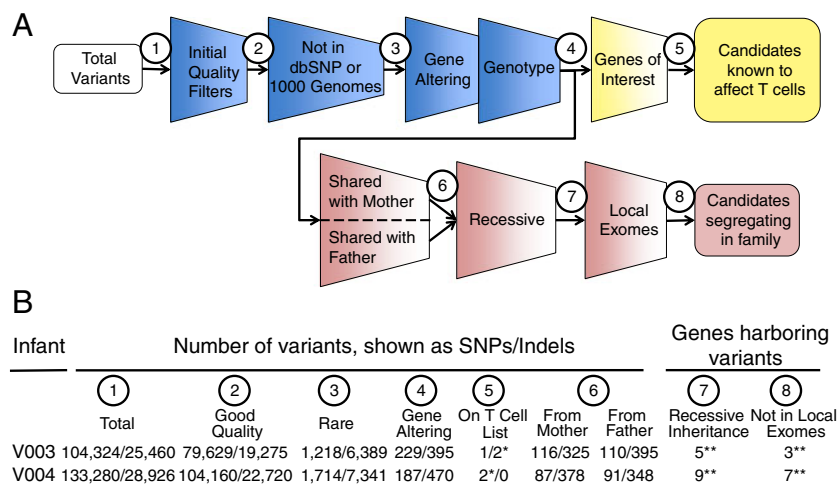 A
1
2
3
4
5
Total
Variants
Initial
Quality
Filters
Not in
dbSNP or
1000 Genomes
Gene
Altering
Genotype
Genes of
Interest
Candidates
known to
affect T cells
6
7
8
Shared
with Mother
Shared with
Father
Recessive
Local
Exomes
Candidates
segregating
in family
B
Infant
Number of variants, shown as SNPs/Indels
Genes harboring
variants
1 2 3 4 5 6 7 8
Total
Good
Quality
Rare
Gene
Altering
On T Cell
List
From
Mother
From
Father
Recessive
Inheritance
Not in Local
Exomes
V003 104,324/25,460 79,629/19,275 1,218/6,389 229/395 1/2* 116/325 110/395 5** 3**
V004 133,280/28,926 104,160/22,720 1,714/7,341 187/470 2*/0 87/378 91/348 9** 7**